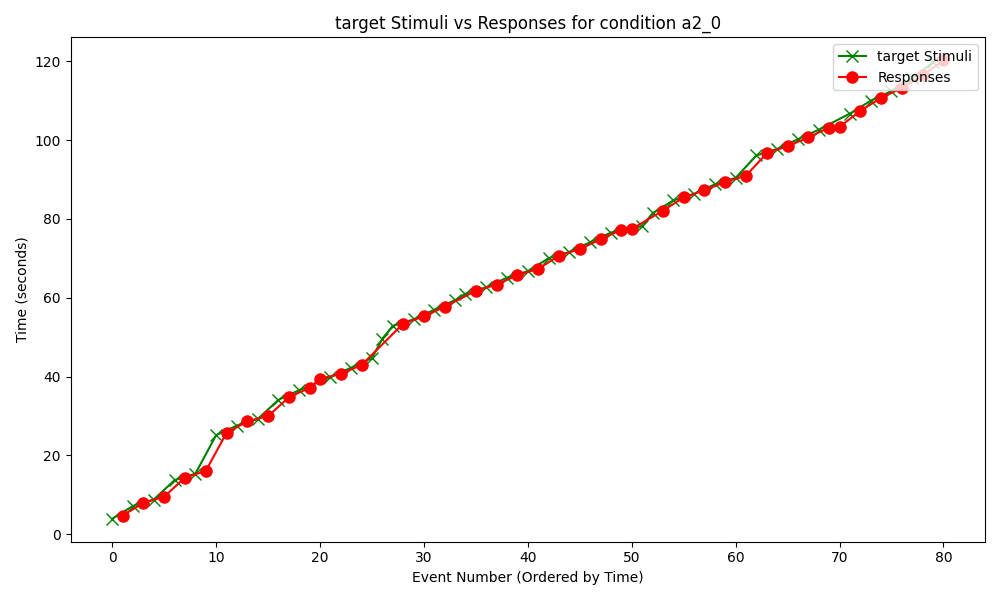 target Stimuli vs Responses for condition a2_0
target Stimuli
Responses
Time (seconds)
120
100
80
60
40
20
0
0 10 20 30 40 50 60 70 80
Event Number (Ordered by Time)